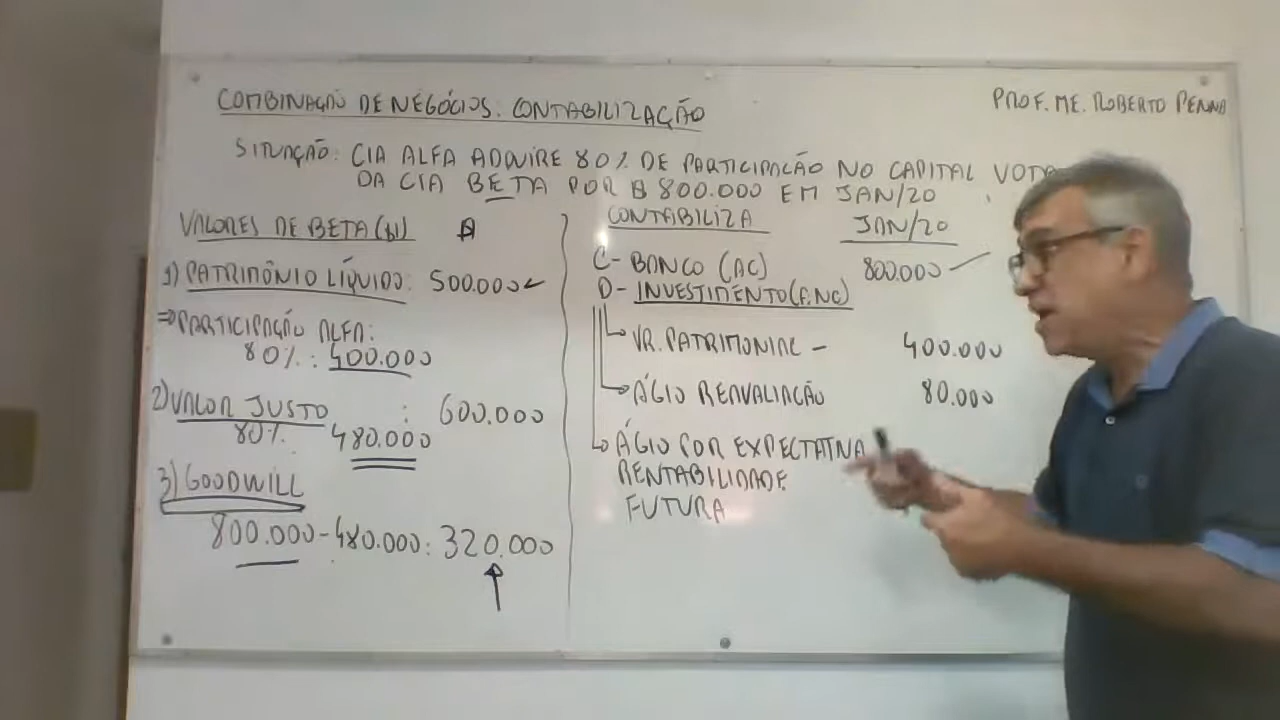 COMBINAÇÃO DE NEGÓCIOS. CONTABILIZAÇÃO
PROF. ME. ROBERTO PENNA
SITUAÇÃO: CIA ALFA ADQUIRE 80% DE PARTICIPAÇÃO NO CAPITAL
DA CIA BETA POR $ 800.000 EM JAN/20
VALORES DE BETA (bi) $
1) PATRIMÔNIO LÍQUIDO: 500.000
⇒ PARTICIPAÇÃO ALFA:
80% : 400.000
2) VALOR JUSTO : 600.000
80% 480.000
3) GOODWILL
800.000 - 480.000 : 320.000
CONTABILIZA JAN/20
C - BANCO (AC) 800.000
D - INVESTIMENTO (ANC)
VR. PATRIMONIAL - 400.000
ÁGIO REAVALIAÇÃO 80.000
ÁGIO POR EXPECTATIVA
RENTABILIDADE
FUTURA